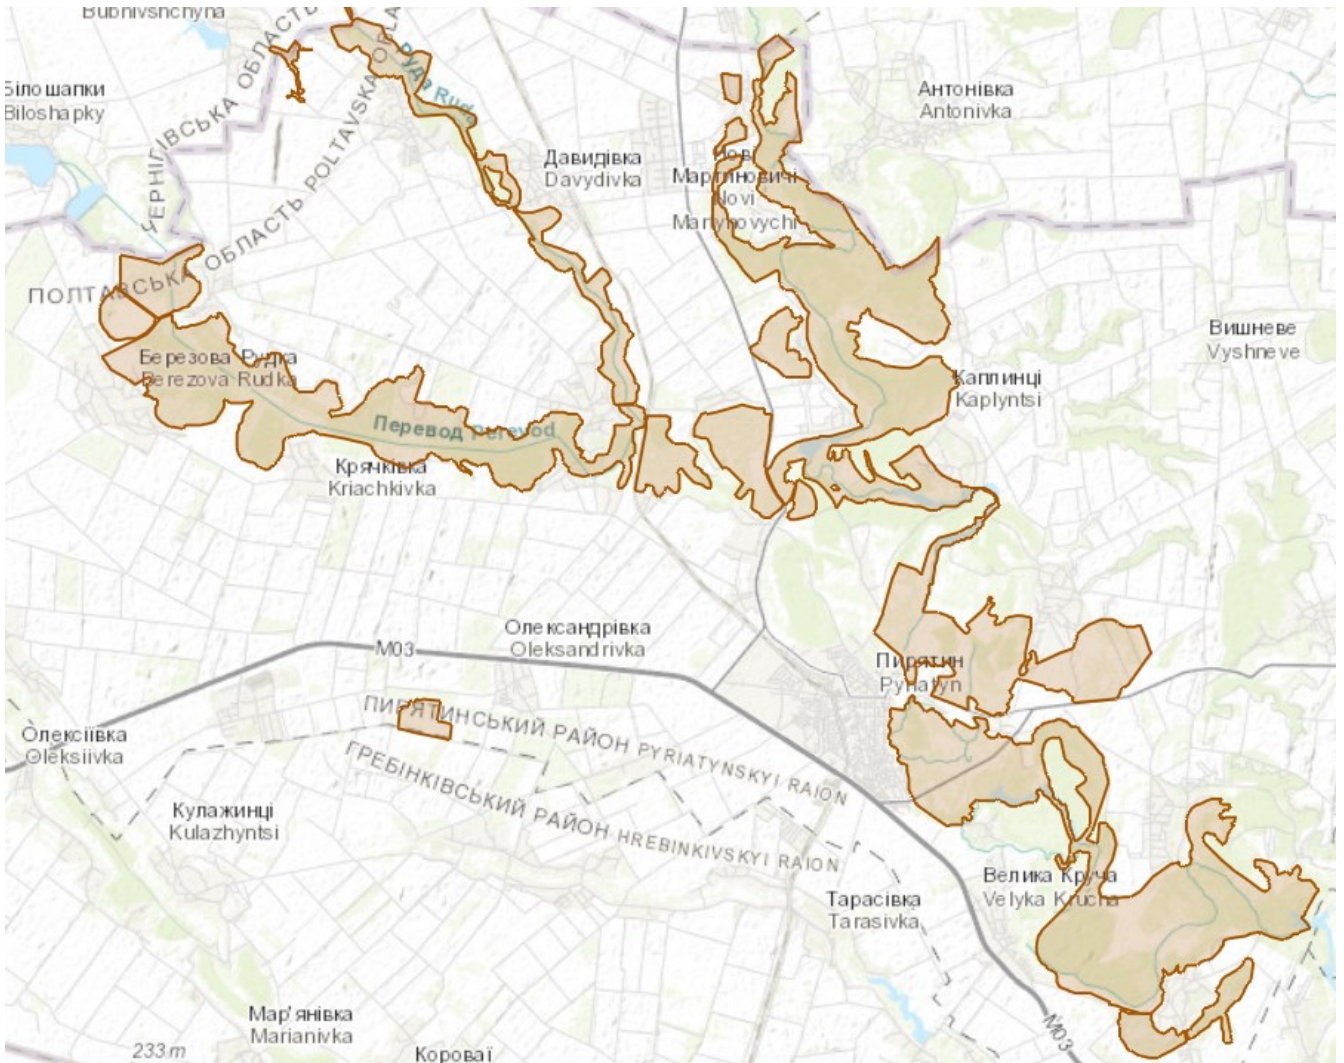 Bubnivshchyna
Білошапки
Biloshapky
ЧЕРНІГІВСЬКА ОБЛАСТЬ
ПОЛТАВСЬКА ОБЛАСТЬ POLTAVSKA OBLA
Руда Ruda
Давидівка
Davydivka
Антонівка
Antonivka
Нові
Мартиновичі
Novi
Martynovychi
Вишневе
Vyshneve
Березова Рудка
Berezova Rudka
Каплинці
Kaplyntsi
Перевод Perevod
Крячківка
Kriachkivka
Олександрівка
Oleksandrivka
M03
Пирятин
Pyriatyn
ПИРЯТИНСЬКИЙ РАЙОН PYRIATYNSKYI RAION
ГРЕБІНКІВСЬКИЙ РАЙОН HREBINKIVSKYI RAION
Олексіївка
Oleksiivka
Кулажинці
Kulazhyntsi
Велика Круча
Velyka Krucha
Тарасівка
Tarasivka
Мар'янівка
Marianivka
M03
233 m
Короваї